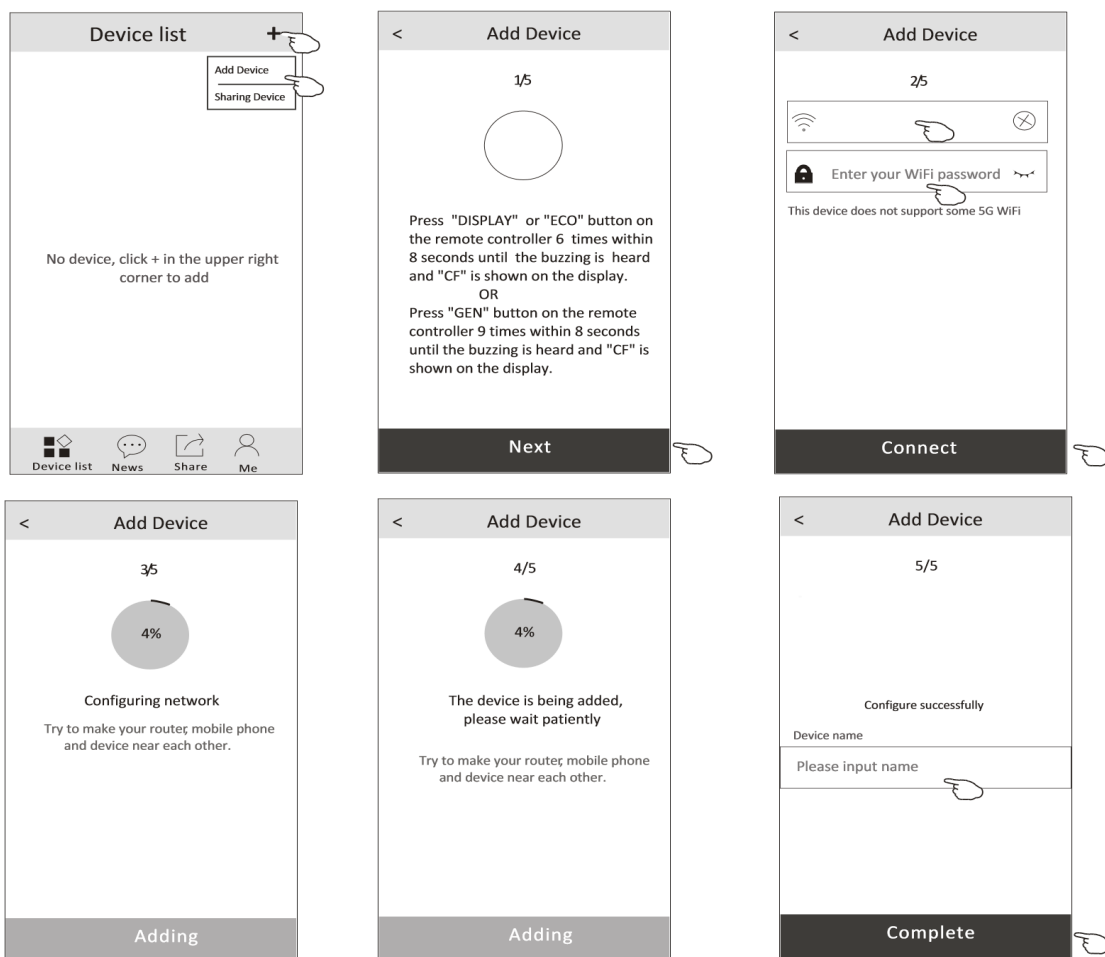 Device list +
Add Device
Sharing Device
No device, click + in the upper right
corner to add
Device list News Share Me
< Add Device
1/5
Press "DISPLAY" or "ECO" button on
the remote controller 6 times within
8 seconds until the buzzing is heard
and "CF" is shown on the display.
OR
Press "GEN" button on the remote
controller 9 times within 8 seconds
until the buzzing is heard and "CF" is
shown on the display.
Next
< Add Device
2/5
Enter your WiFi password
This device does not support some 5G WiFi
Connect
< Add Device
3/5
4%
Configuring network
Try to make your router, mobile phone
and device near each other.
Adding
< Add Device
4/5
4%
The device is being added,
please wait patiently
Try to make your router, mobile phone
and device near each other.
Adding
< Add Device
5/5
Configure successfully
Device name
Please input name
Complete